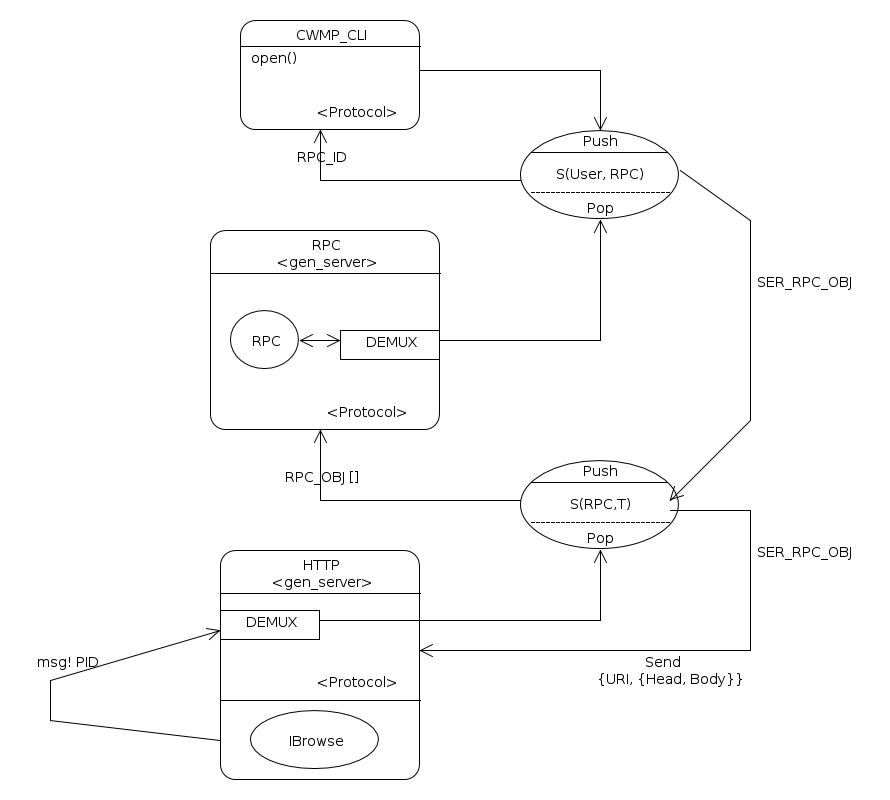 CWMP_CLI
open()
<Protocol>
RPC_ID
Push
S(User, RPC)
Pop
RPC
<gen_server>
SER_RPC_OBJ
RPC
DEMUX
<Protocol>
RPC_OBJ []
Push
S(RPC,T)
Pop
SER_RPC_OBJ
HTTP
<gen_server>
DEMUX
msg! PID
Send
{URI, {Head, Body}}
<Protocol>
IBrowse